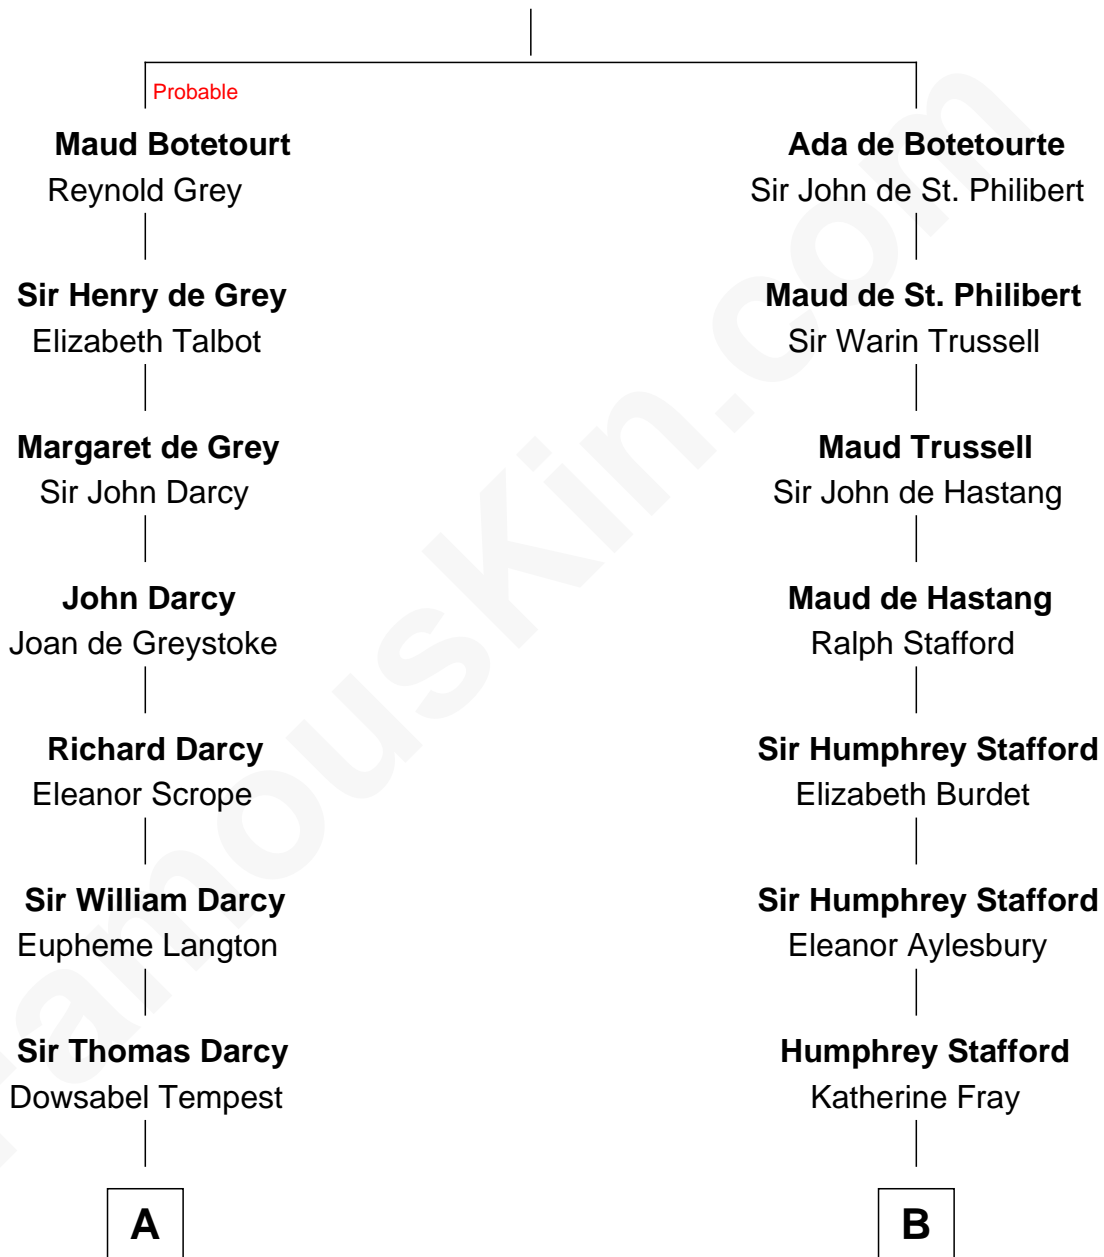 Probable
Maud Botetourt
Reynold Grey
Sir Henry de Grey
Elizabeth Talbot
Margaret de Grey
Sir John Darcy
John Darcy
Joan de Greystoke
Richard Darcy
Eleanor Scrope
Sir William Darcy
Eupheme Langton
Sir Thomas Darcy
Dowsabel Tempest
A
Ada de Botetourte
Sir John de St. Philibert
Maud de St. Philibert
Sir Warin Trussell
Maud Trussell
Sir John de Hastang
Maud de Hastang
Ralph Stafford
Sir Humphrey Stafford
Elizabeth Burdet
Sir Humphrey Stafford
Eleanor Aylesbury
Humphrey Stafford
Katherine Fray
B
FamousKin.com